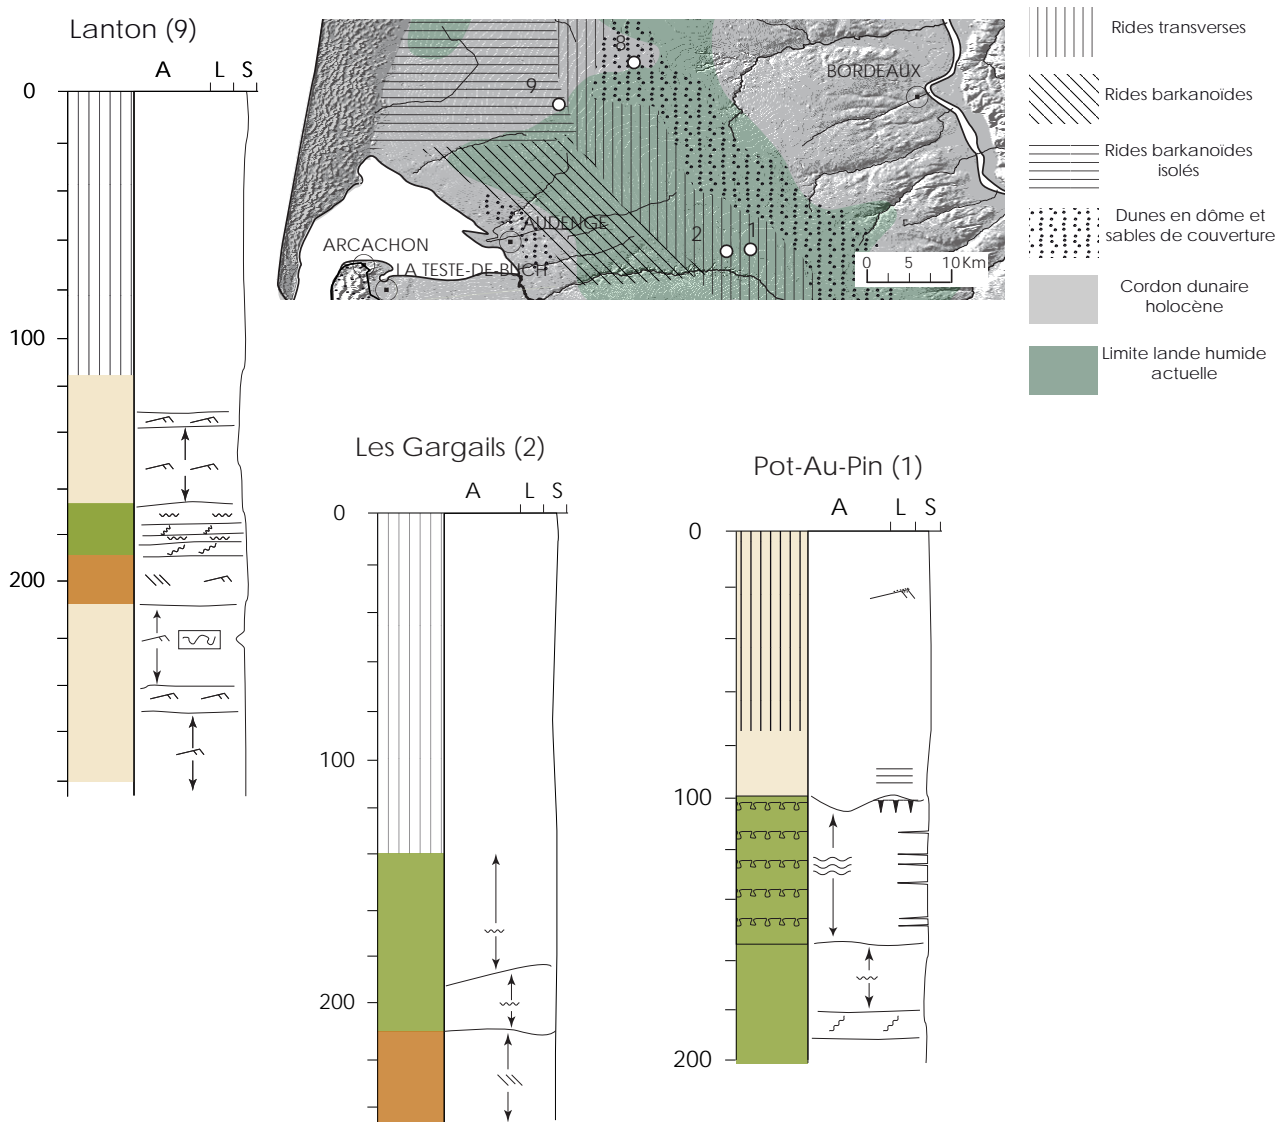 Lanton (9)
A L S
0
100
200
8
9
BORDEAUX
AUDENGE
2
1
ARCACHON
LA TESTE-DE-BUCH
0 5 10 Km
Rides transverses
Rides barkanoïdes
Rides barkanoïdes
isolés
Dunes en dôme et
sables de couverture
Cordon dunaire
holocène
Limite lande humide
actuelle
Les Gargails (2)
A L S
0
100
200
Pot-Au-Pin (1)
A L S
0
100
200